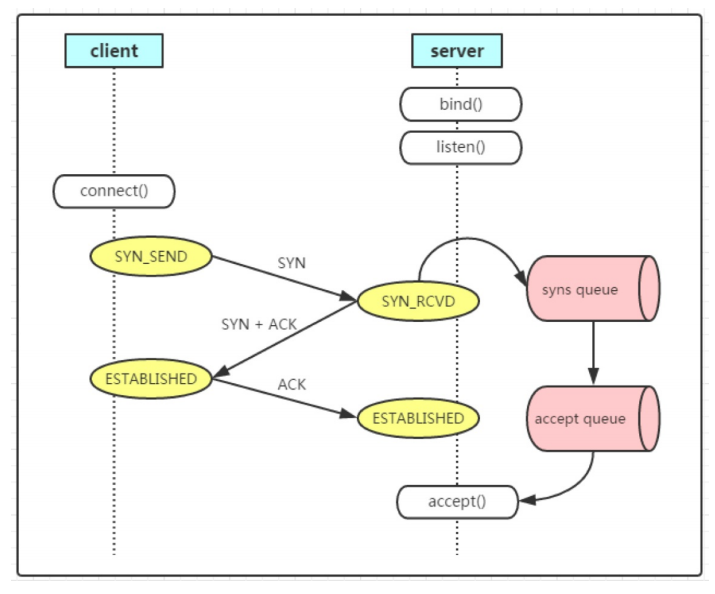 client
server
bind()
listen()
connect()
SYN_SEND
SYN
syns queue
SYN_RCVD
SYN + ACK
ESTABLISHED
ACK
ESTABLISHED
accept queue
accept()